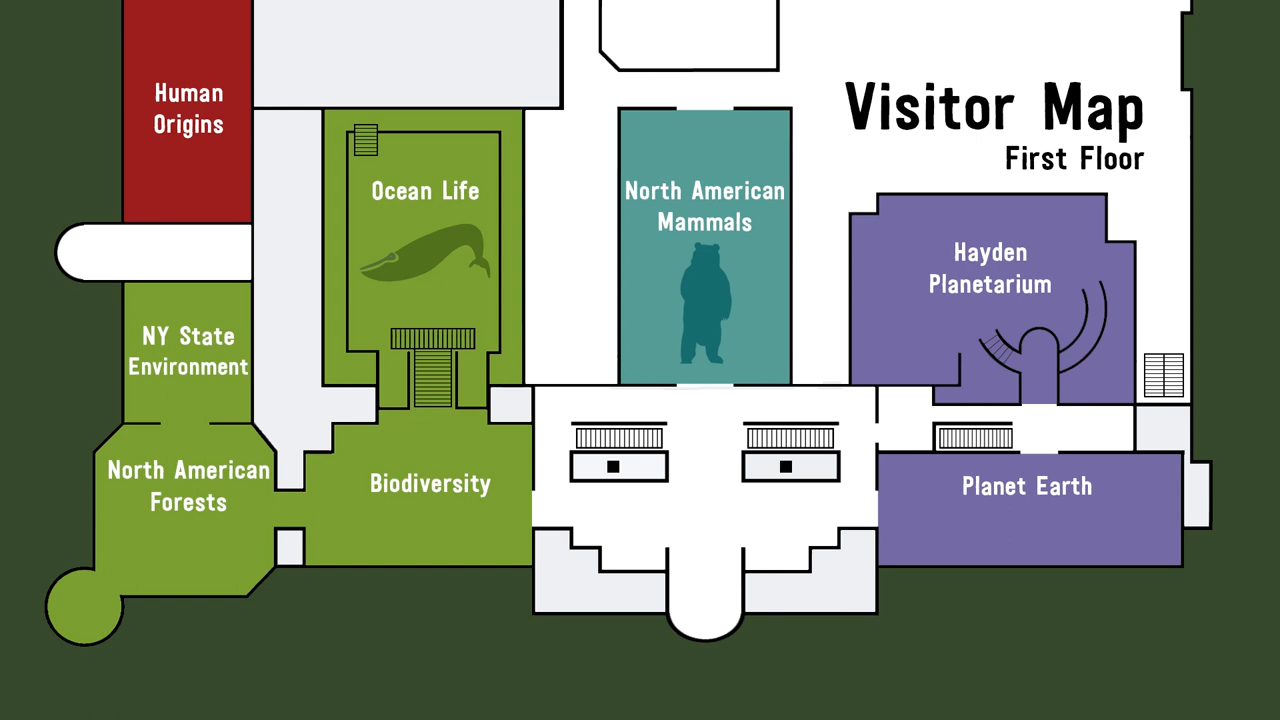 Visitor Map
First Floor
Human
Origins
Ocean Life
North American
Mammals
Hayden
Planetarium
NY State
Environment
North American
Forests
Biodiversity
Planet Earth